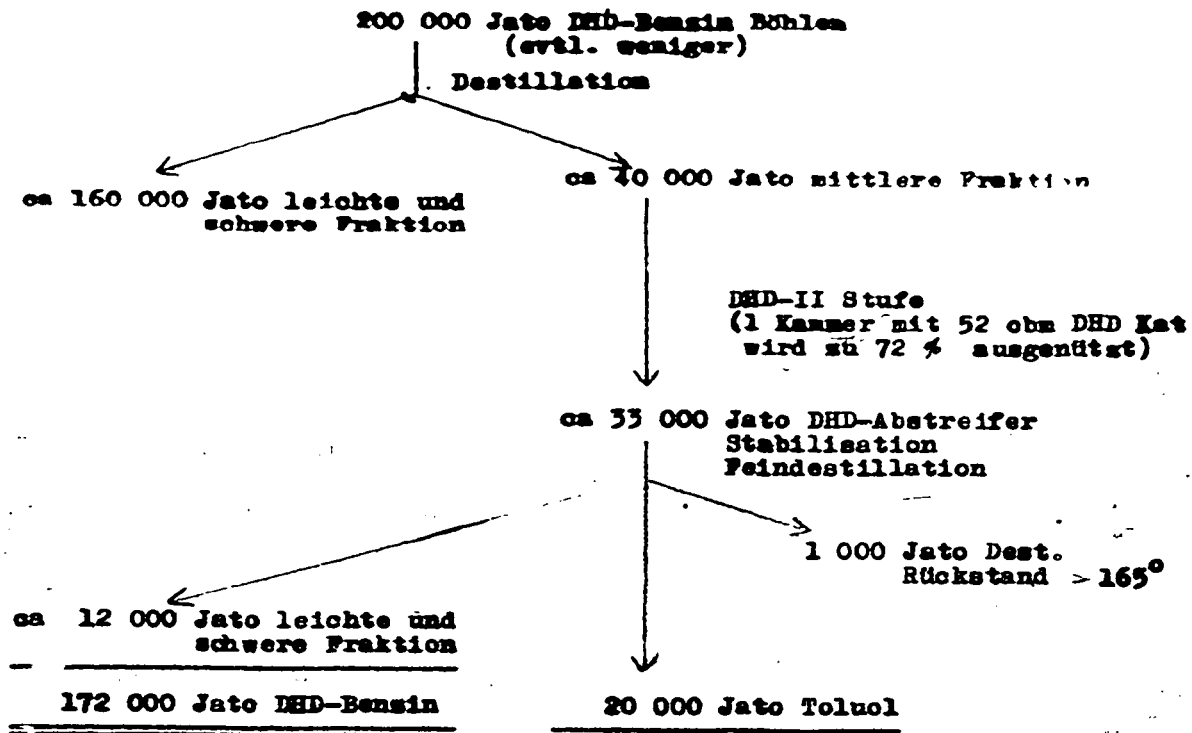 200 000 Jato DHD-Benzin Böhlen
(evtl. weniger)
Destillation
ca 160 000 Jato leichte und
schwere Fraktion
ca 40 000 Jato mittlere Fraktion
DHD-II Stufe
(1 Kammer mit 52 cbm DHD Kat
wird zu 72 % ausgenützt)
ca 33 000 Jato DHD-Abstreifer
Stabilisation
Feindestillation
1 000 Jato Dest.
Rückstand > 165°
ca 12 000 Jato leichte und
schwere Fraktion
172 000 Jato DHD-Benzin
20 000 Jato Toluol